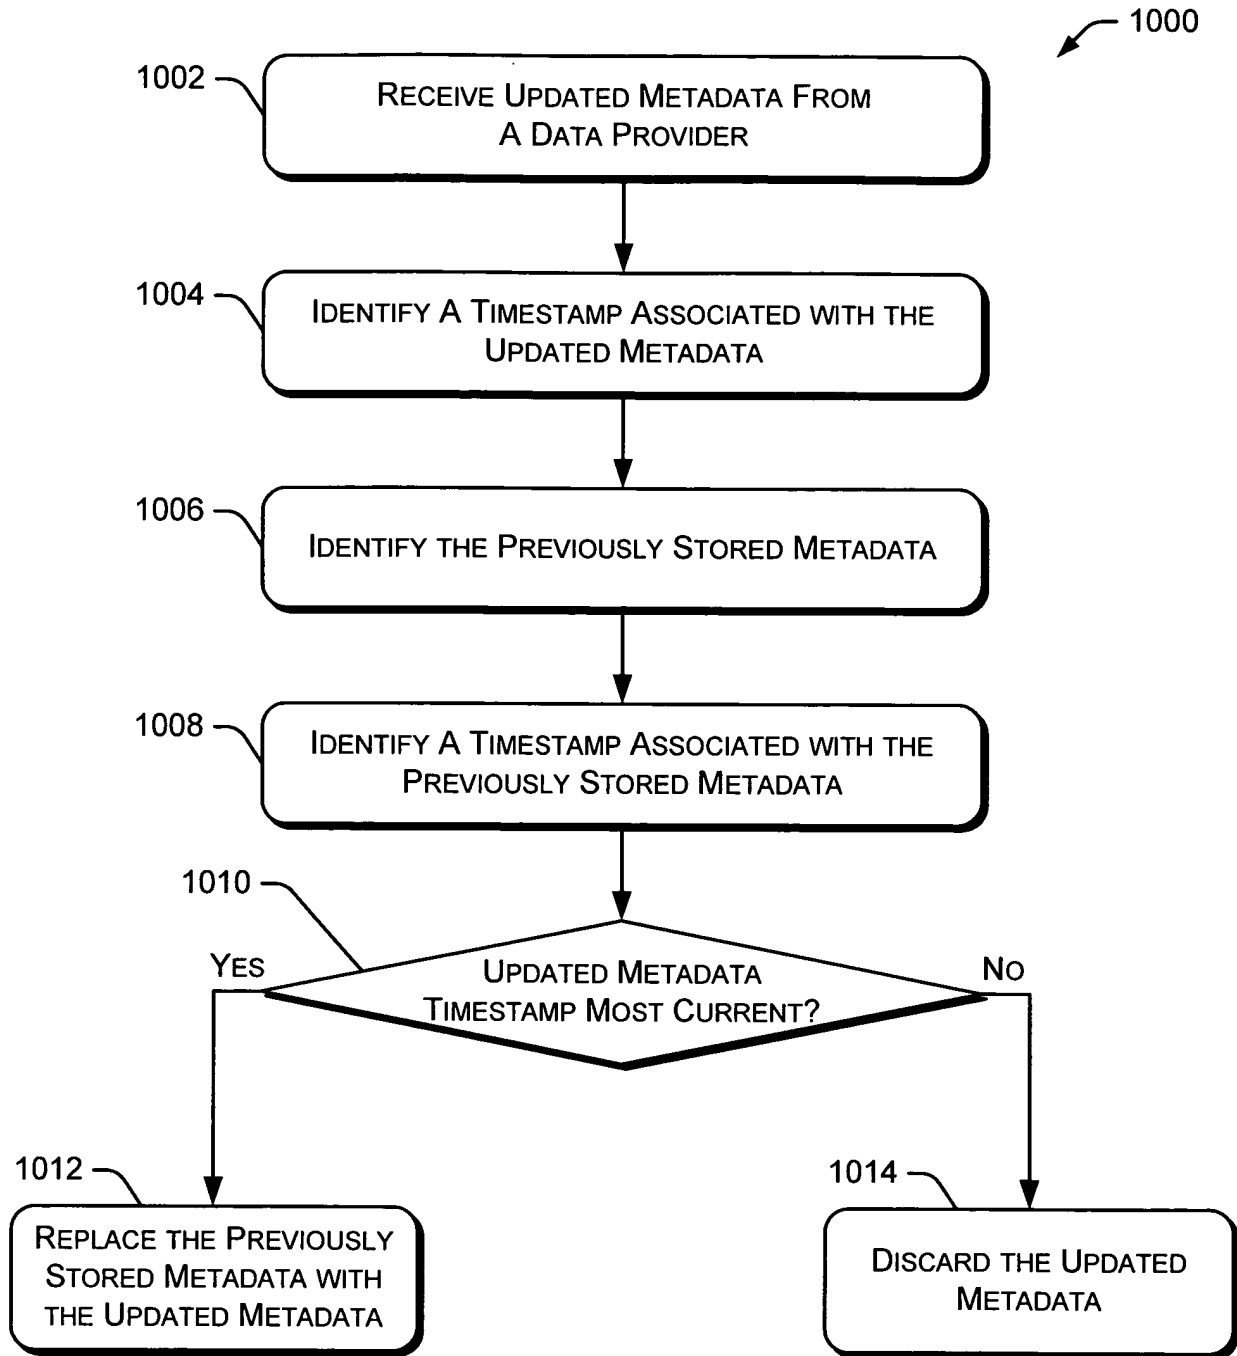 1000
1002
RECEIVE UPDATED METADATA FROM
A DATA PROVIDER
1004
IDENTIFY A TIMESTAMP ASSOCIATED WITH THE
UPDATED METADATA
1006
IDENTIFY THE PREVIOUSLY STORED METADATA
1008
IDENTIFY A TIMESTAMP ASSOCIATED WITH THE
PREVIOUSLY STORED METADATA
1010
YES
UPDATED METADATA
TIMESTAMP MOST CURRENT?
NO
1012
REPLACE THE PREVIOUSLY
STORED METADATA WITH
THE UPDATED METADATA
1014
DISCARD THE UPDATED
METADATA